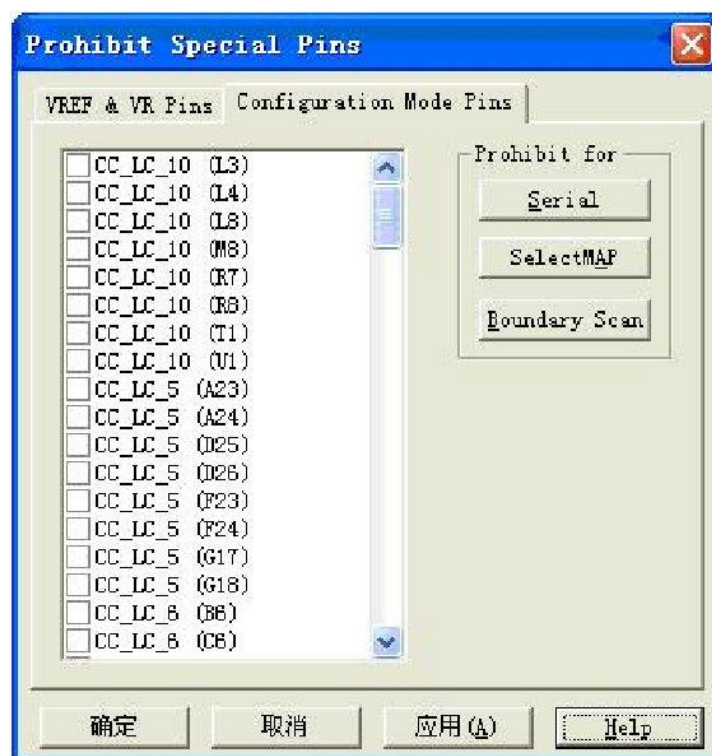 Prohibit Special Pins
VREF & VR Pins
Configuration Mode Pins
CC_LC_10 (L3)
CC_LC_10 (L4)
CC_LC_10 (L8)
CC_LC_10 (M8)
CC_LC_10 (R7)
CC_LC_10 (R8)
CC_LC_10 (T1)
CC_LC_10 (U1)
CC_LC_5 (A23)
CC_LC_5 (A24)
CC_LC_5 (D25)
CC_LC_5 (D26)
CC_LC_5 (F23)
CC_LC_5 (F24)
CC_LC_5 (G17)
CC_LC_5 (G18)
CC_LC_6 (B6)
CC_LC_6 (C6)
Prohibit for
Serial
SelectMAP
Boundary Scan
确定
取消
应用(A)
Help